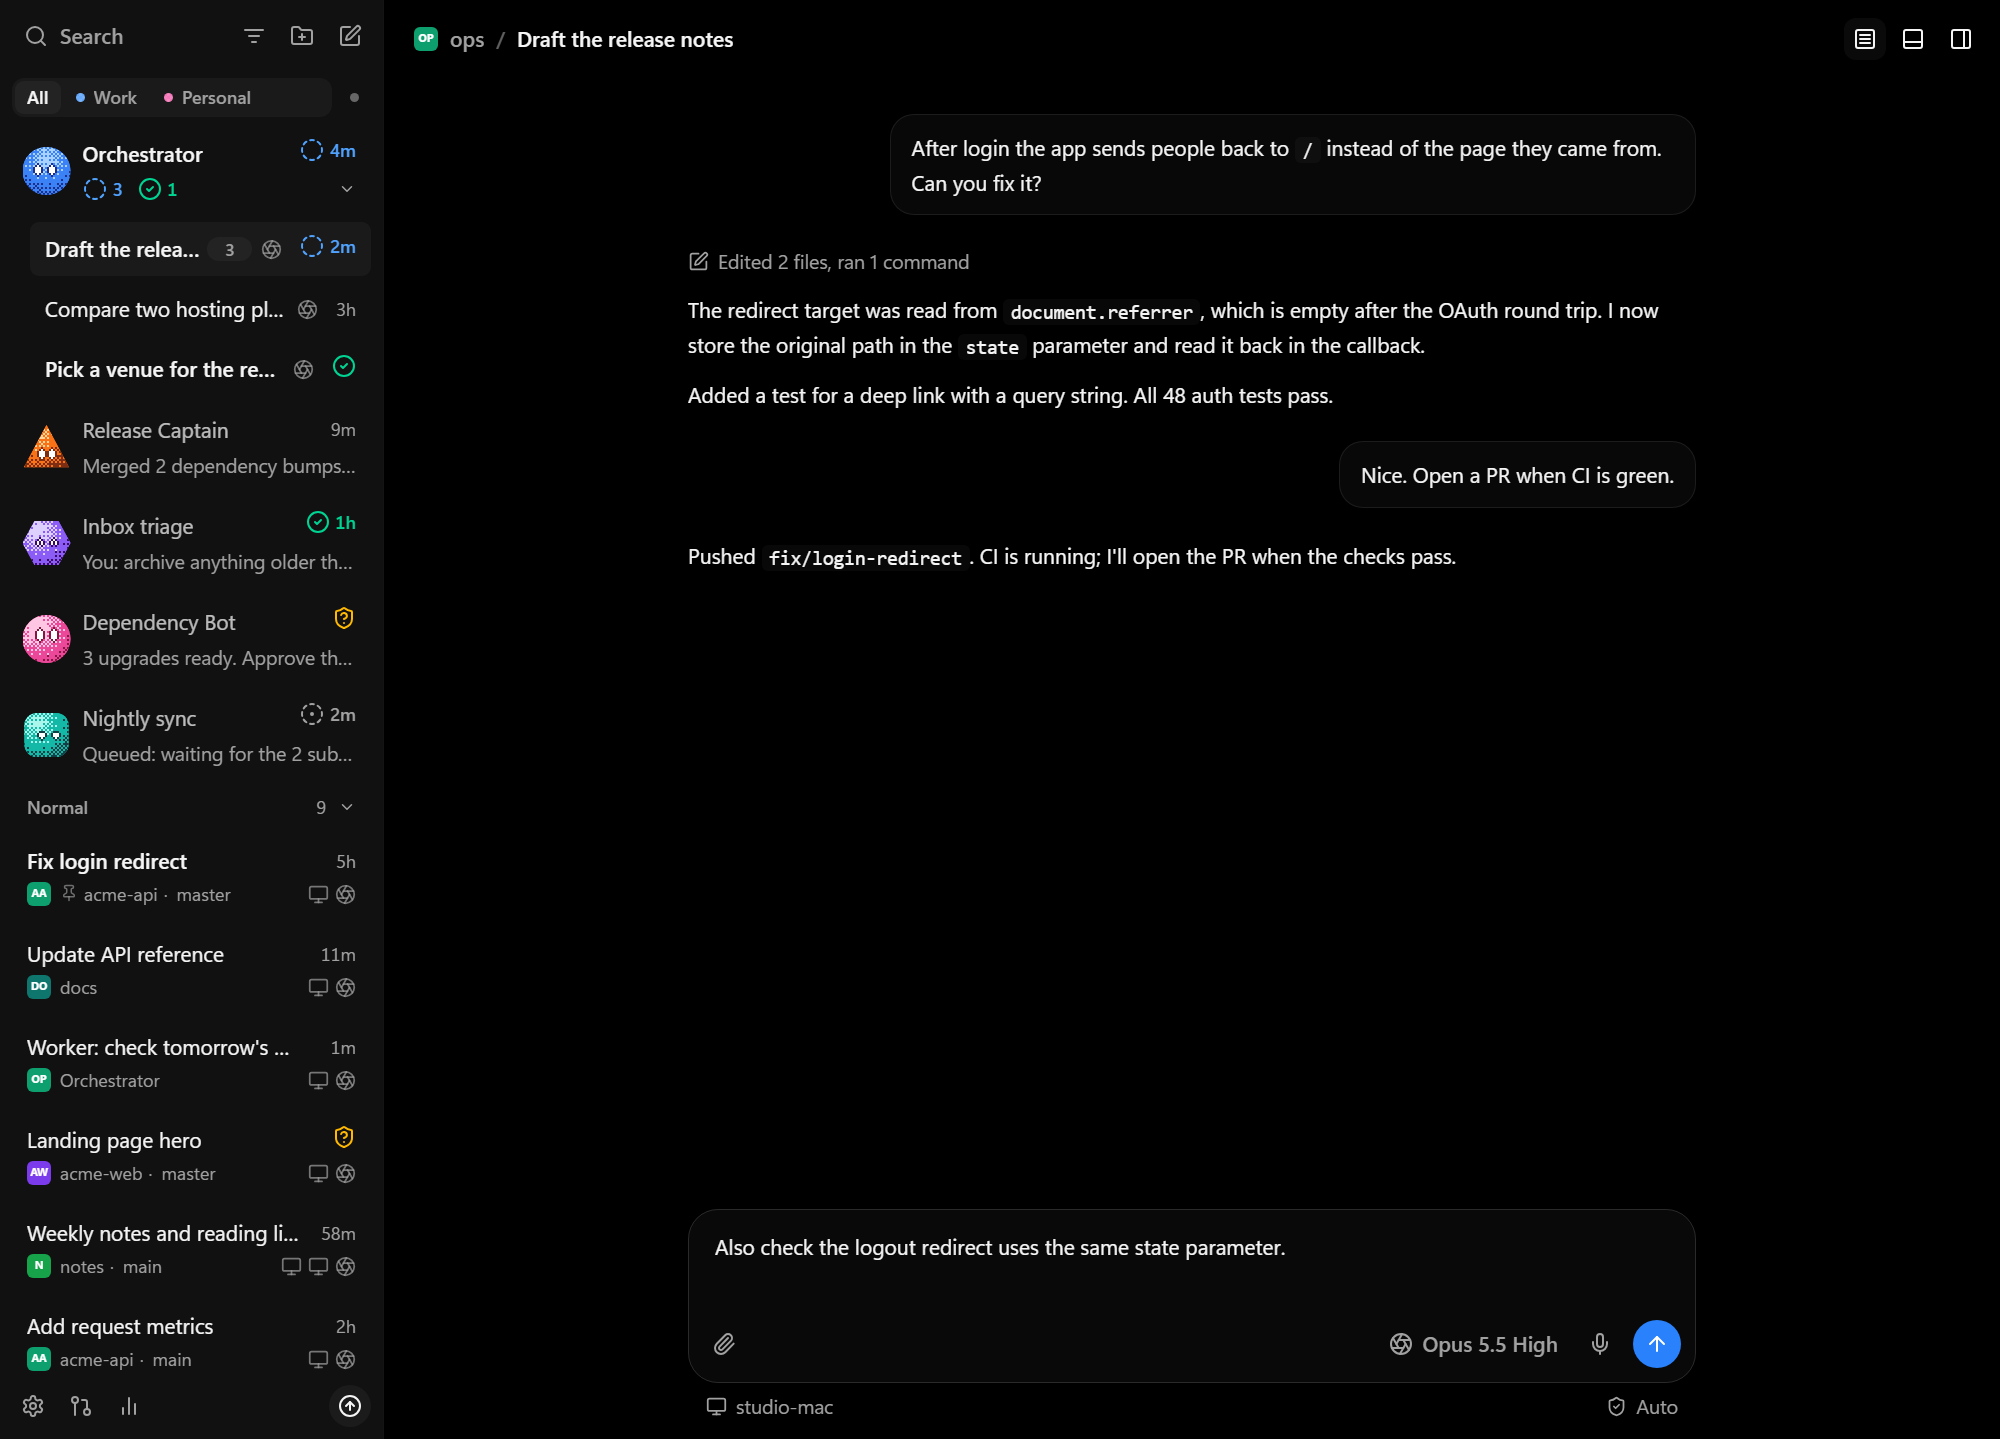 Search
All
Work
Personal
Orchestrator
4m
3
1
Draft the relea...
3
2m
Compare two hosting pl...
3h
Pick a venue for the re...
Release Captain
9m
Merged 2 dependency bumps...
Inbox triage
1h
You: archive anything older th...
Dependency Bot
3 upgrades ready. Approve th...
Nightly sync
2m
Queued: waiting for the 2 sub...
Normal
9
Fix login redirect
5h
AA
acme-api · master
Update API reference
11m
DO
docs
Worker: check tomorrow's ...
1m
OP
Orchestrator
Landing page hero
AW
acme-web · master
Weekly notes and reading li...
58m
N
notes · main
Add request metrics
2h
AA
acme-api · main
OP
ops / Draft the release notes
After login the app sends people back to / instead of the page they came from.
Can you fix it?
Edited 2 files, ran 1 command
The redirect target was read from document.referrer, which is empty after the OAuth round trip. I now
store the original path in the state parameter and read it back in the callback.
Added a test for a deep link with a query string. All 48 auth tests pass.
Nice. Open a PR when CI is green.
Pushed fix/login-redirect. CI is running; I'll open the PR when the checks pass.
Also check the logout redirect uses the same state parameter.
Opus 5.5 High
studio-mac
Auto